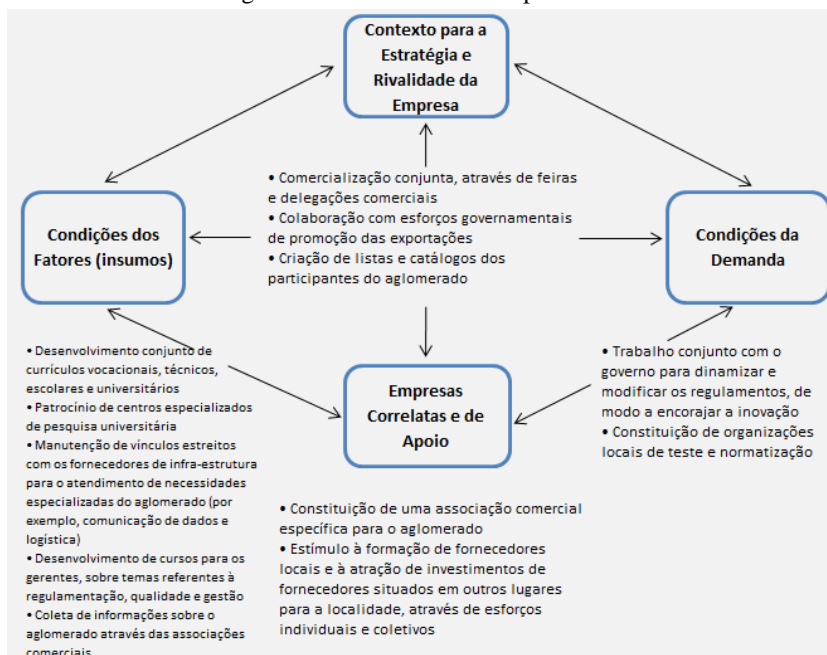 Contexto para a
Estratégia e
Rivalidade da
Empresa
• Comercialização conjunta, através de feiras
e delegações comerciais
• Colaboração com esforços governamentais
de promoção das exportações
• Criação de listas e catálogos dos
participantes do aglomerado
Condições dos
Fatores (insumos)
Condições da
Demanda
• Desenvolvimento conjunto de
currículos vocacionais, técnicos,
escolares e universitários
• Patrocínio de centros especializados
de pesquisa universitária
• Manutenção de vínculos estreitos
com os fornecedores de infra-estrutura
para o atendimento de necessidades
especializadas do aglomerado (por
exemplo, comunicação de dados e
logística)
• Desenvolvimento de cursos para os
gerentes, sobre temas referentes à
regulamentação, qualidade e gestão
• Coleta de informações sobre o
aglomerado através das associações
comerciais
Empresas
Correlatas e de
Apoio
• Trabalho conjunto com o
governo para dinamizar e
modificar os regulamentos, de
modo a encorajar a inovação
• Constituição de organizações
locais de teste e normatização
• Constituição de uma associação comercial
específica para o aglomerado
• Estímulo à formação de fornecedores
locais e à atração de investimentos de
fornecedores situados em outros lugares
para a localidade, através de esforços
individuais e coletivos